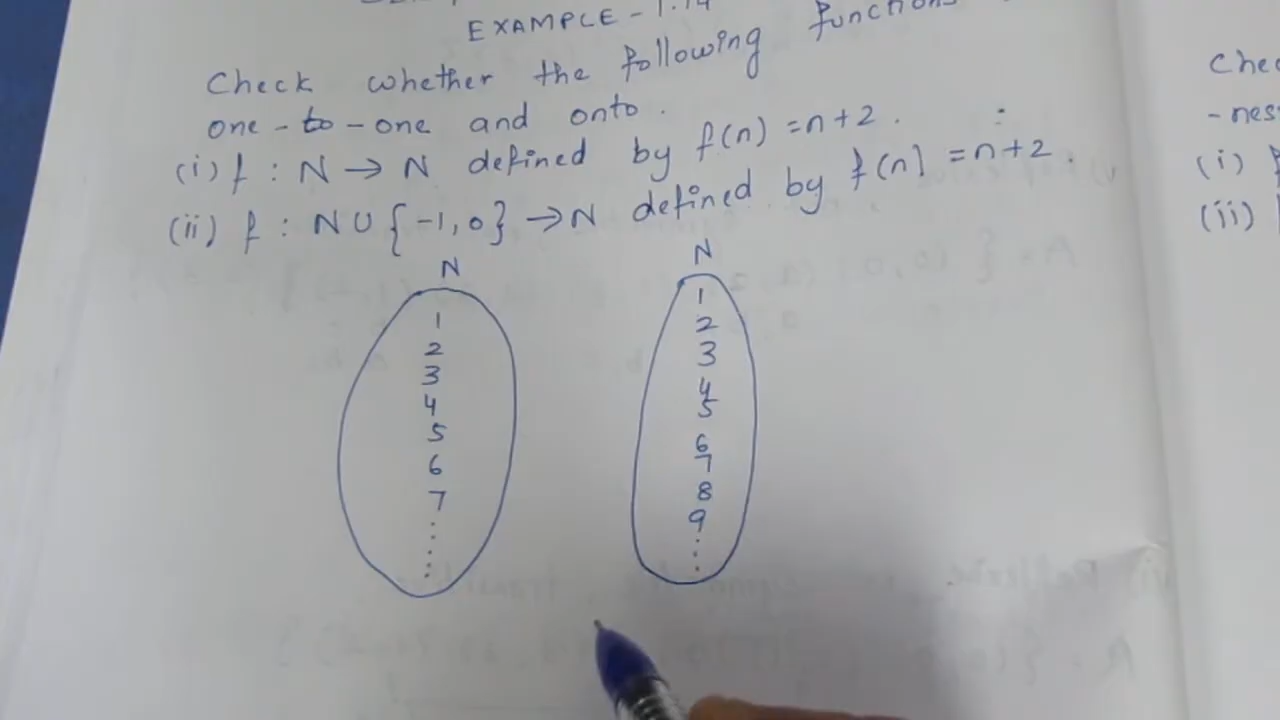 EXAMPLE - 1.14
Check whether the following functions
one-to-one and onto.
(i) f : N → N defined by f(n) = n+2.
(ii) f : N ∪ {-1,0} → N defined by f(n) = n+2.
N
1
2
3
4
5
6
7
.
.
.
.
N
1
2
3
4
5
6
7
8
9
.
.
.
-nes
(i)
(ii)